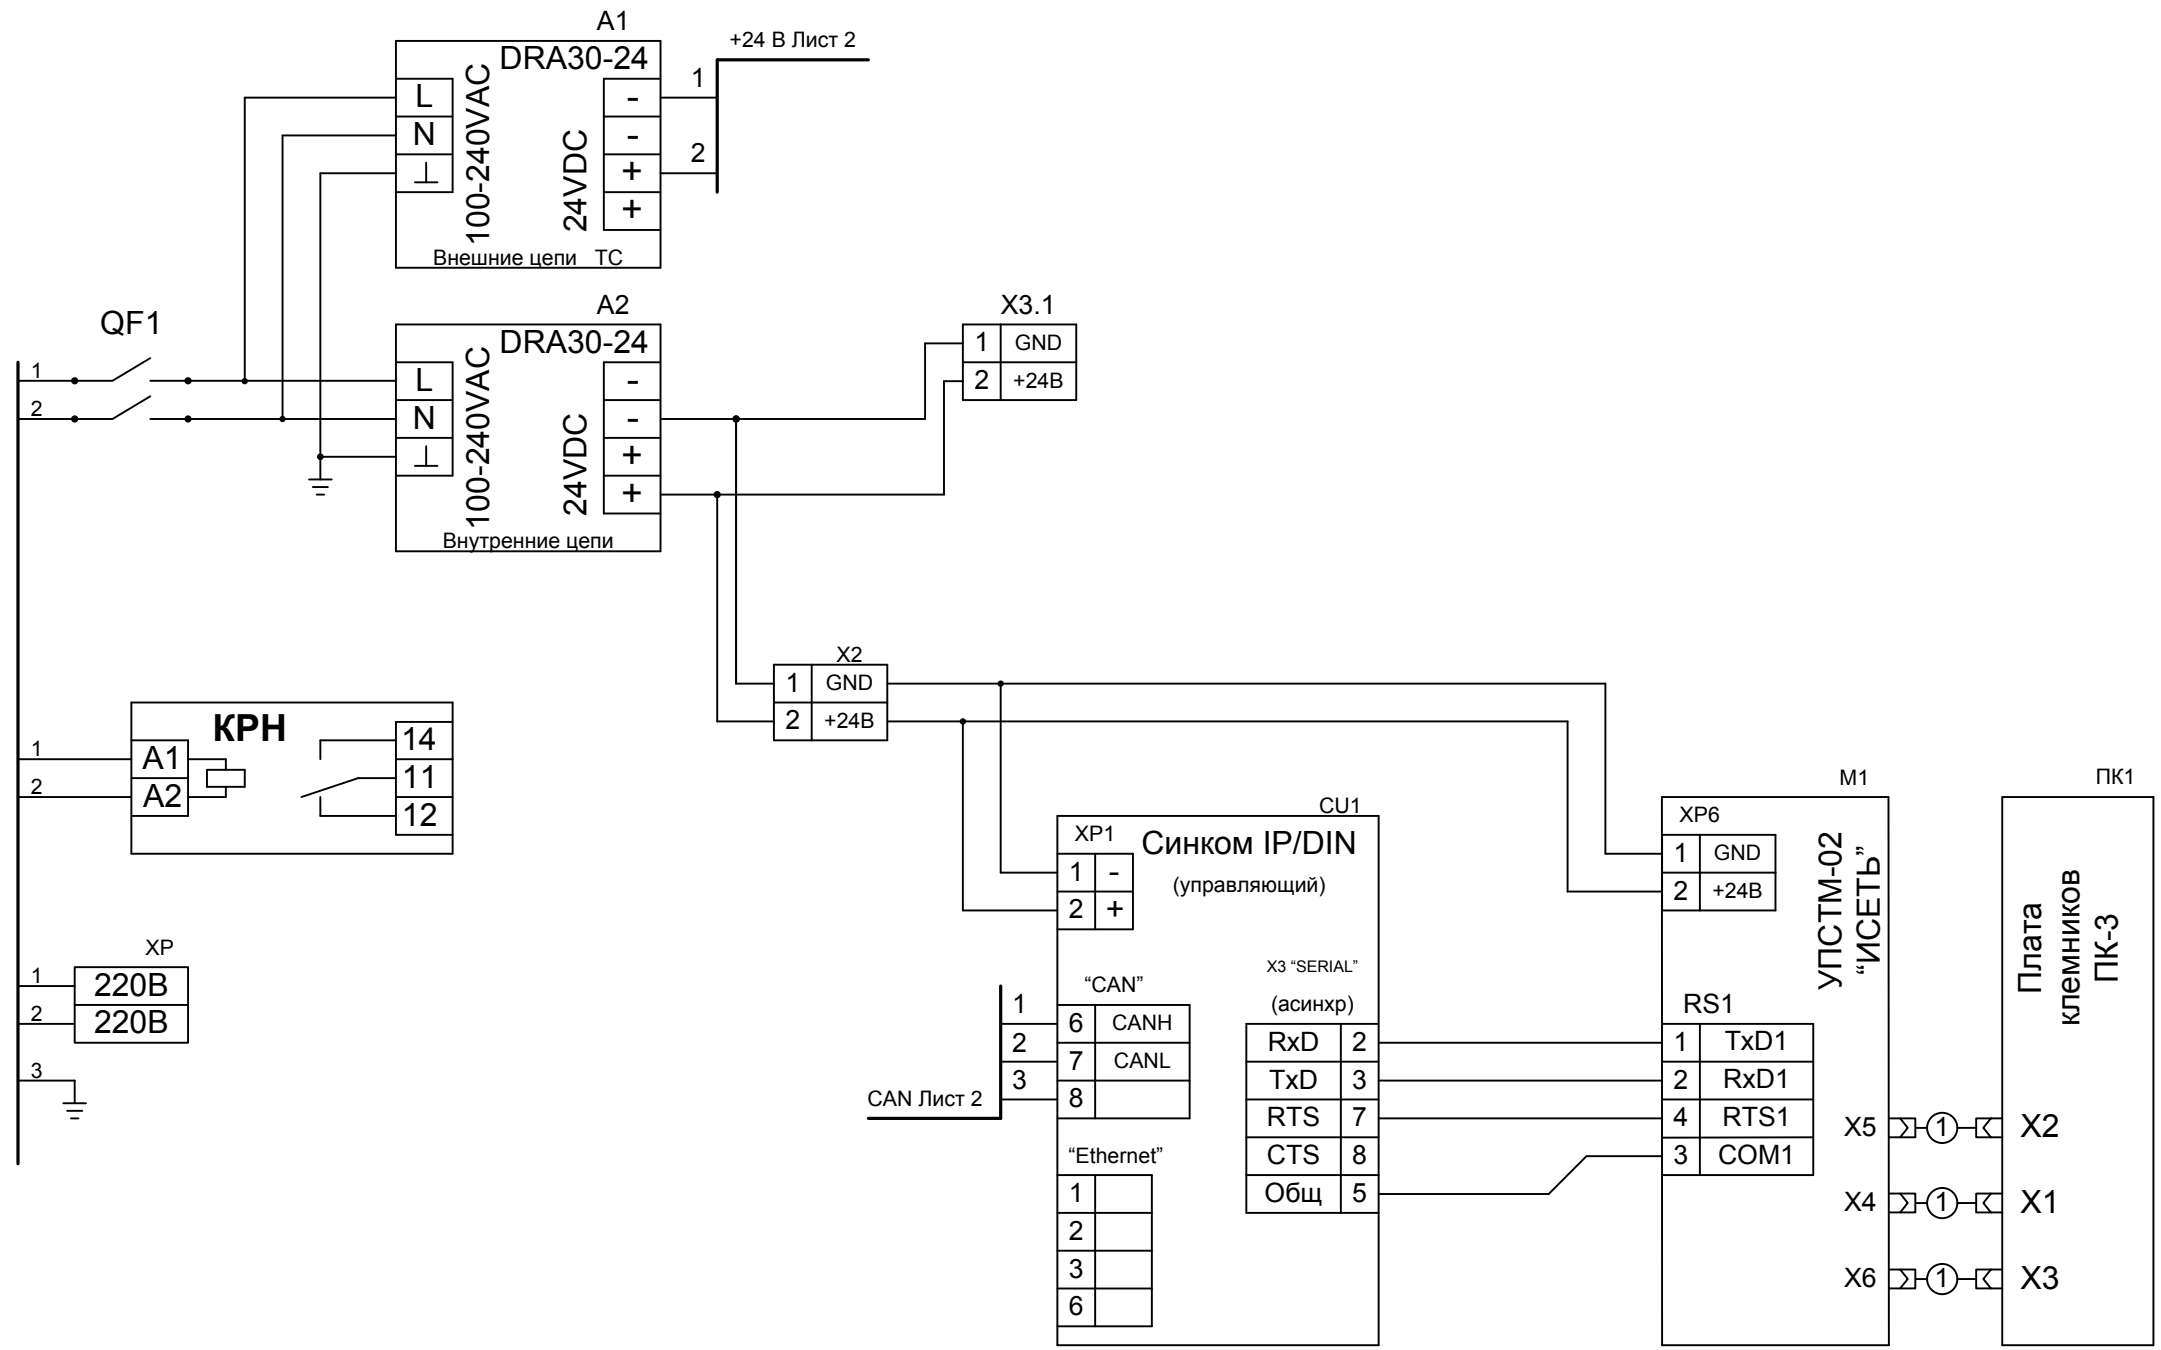 A1
+24 В Лист 2
DRA30-24
100-240VAC
24VDC
L
N
⊥
-
-
+
+
1
2
Внешние цепи ТС
QF1
1
2
A2
DRA30-24
100-240VAC
24VDC
L
N
⊥
-
-
+
+
Внутренние цепи
X3.1
1 GND
2 +24В
X2
1 GND
2 +24В
КРН
1
2
A1
A2
14
11
12
XP
1
220В
2
220В
3
CU1
XP1
Синком IP/DIN
(управляющий)
1 -
2 +
X3 “SERIAL”
(асинхр)
“CAN”
1
2
3
6 CANH
7 CANL
8
CAN Лист 2
“Ethernet”
1
2
3
6
RxD 2
TxD 3
RTS 7
CTS 8
Общ 5
M1
XP6
1 GND
2 +24В
УПСТМ-02
“ИСЕТЬ”
RS1
1 TxD1
2 RxD1
4 RTS1
3 COM1
X5 1 X2
X4 1 X1
X6 1 X3
ПК1
Плата
клемников
ПК-3